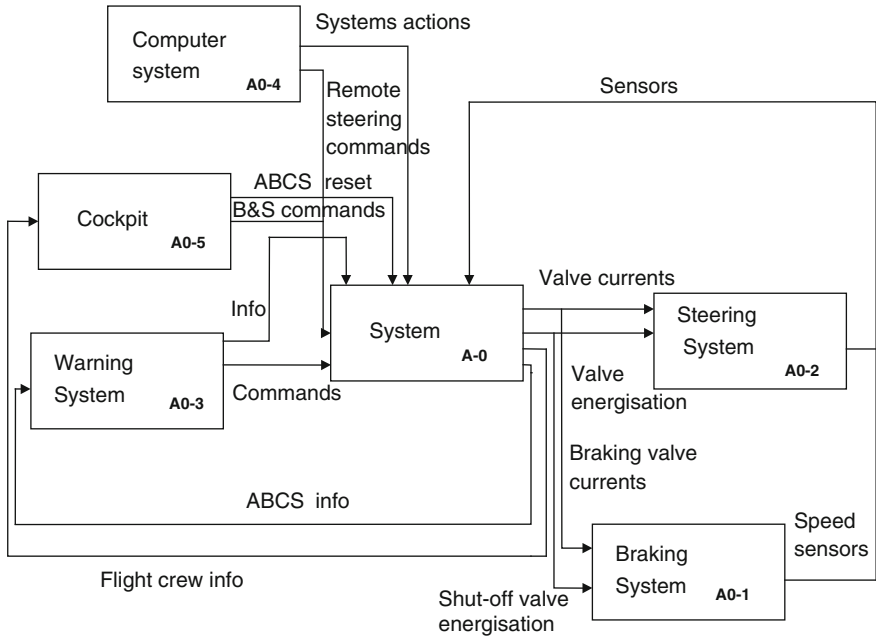 Systems actions
Computer
system
A0-4
Remote
steering
commands
Sensors
ABCS reset
B&S commands
Cockpit
A0-5
Info
Valve currents
System
A-0
Steering
System
A0-2
Warning
System
A0-3
Commands
Valve
energisation
Braking valve
currents
ABCS info
Speed
sensors
Braking
System
A0-1
Flight crew info
Shut-off valve
energisation